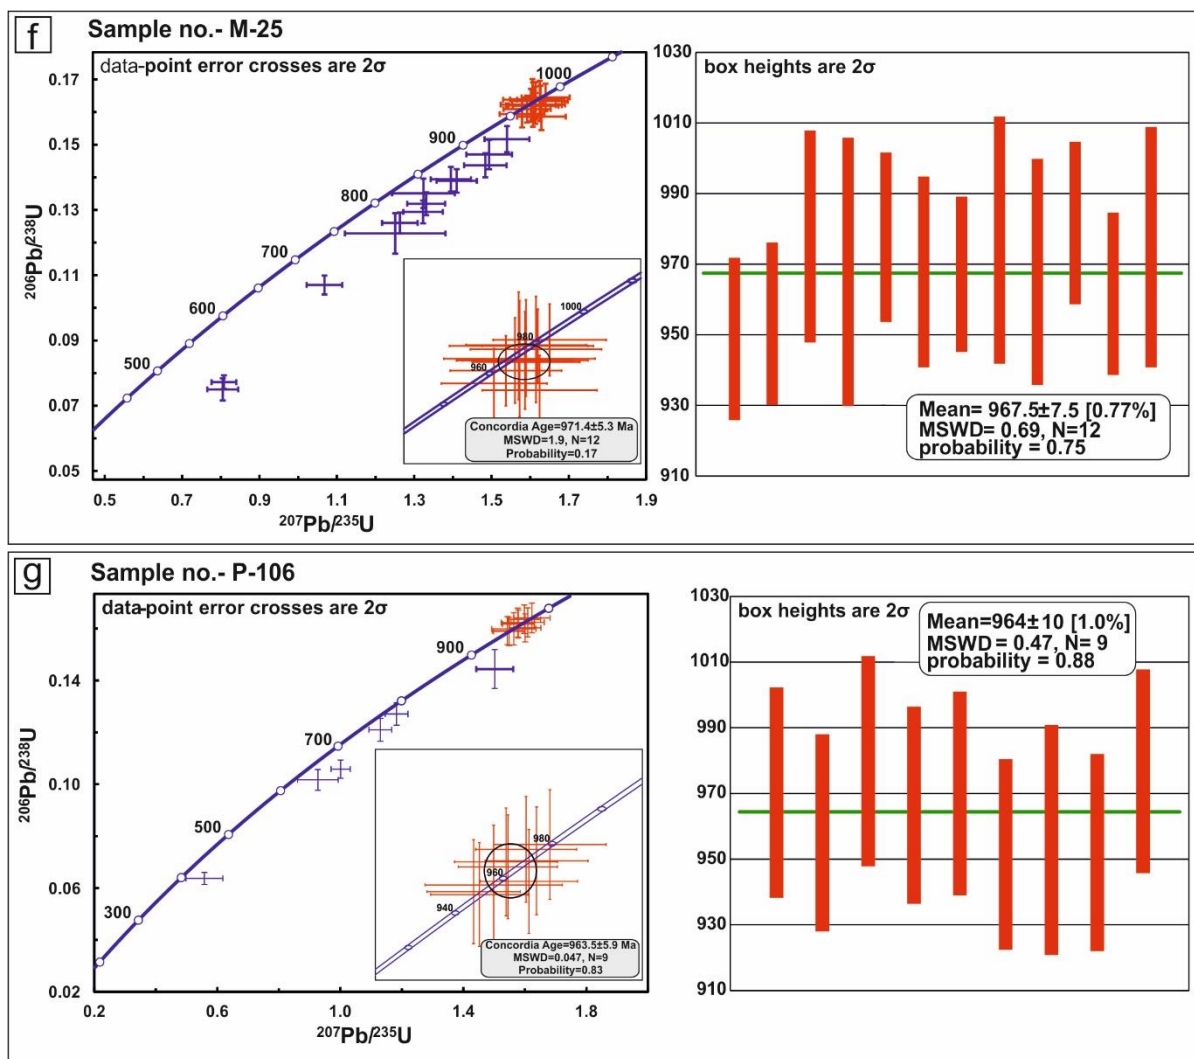 f
Sample no.- M-25
data-point error crosses are 2σ
0.17
0.15
0.13
0.11
0.09
0.07
0.05
206Pb/238U
500
600
700
800
900
1000
960
980
1000
Concordia Age=971.4±5.3 Ma
MSWD=1.9, N=12
Probability=0.17
0.5 0.7 0.9 1.1 1.3 1.5 1.7 1.9
207Pb/235U
box heights are 2σ
1030
1010
990
970
950
930
910
Mean= 967.5±7.5 [0.77%]
MSWD= 0.69, N=12
probability = 0.75
g
Sample no.- P-106
data-point error crosses are 2σ
0.14
0.10
0.06
0.02
206Pb/238U
300
500
700
900
940
960
980
Concordia Age=963.5±5.9 Ma
MSWD=0.047, N=9
Probability=0.83
0.2 0.6 1.0 1.4 1.8
207Pb/235U
box heights are 2σ
1030
1010
990
970
950
930
910
Mean=964±10 [1.0%]
MSWD = 0.47, N= 9
probability = 0.88